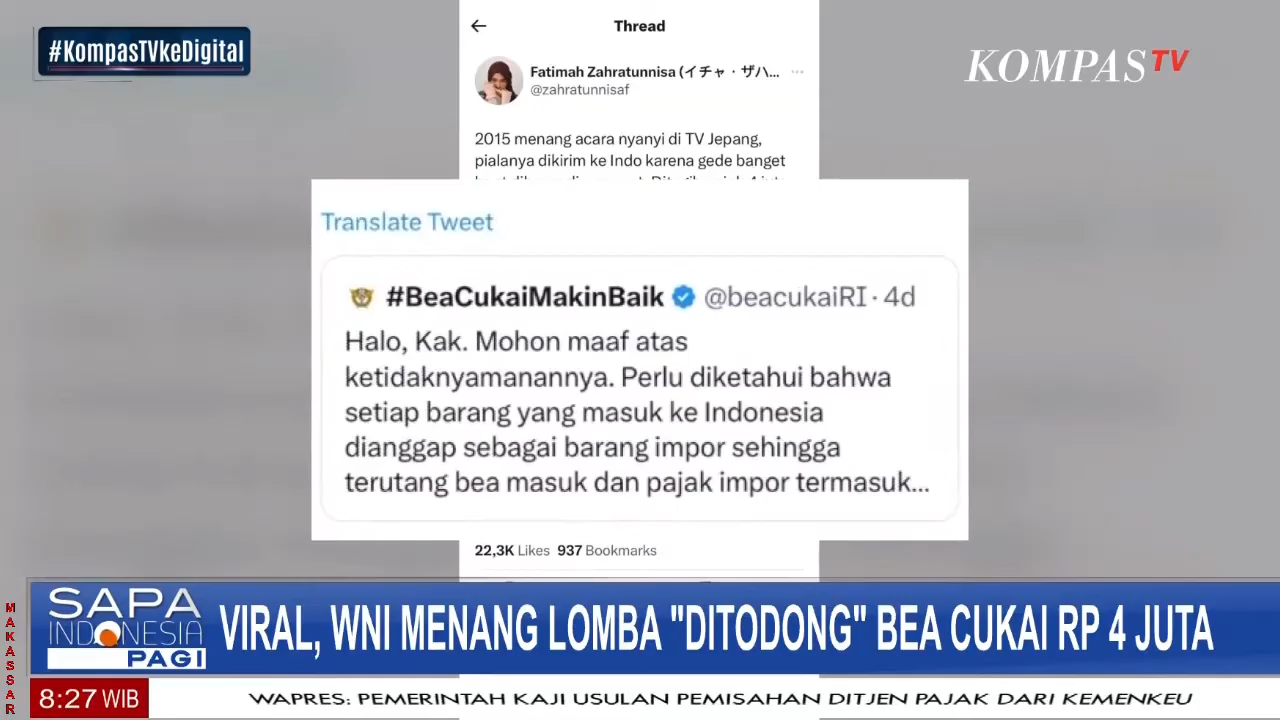 #KompasTVkeDigital
KOMPAS TV
Thread
Fatimah Zahratunnisa (イチャ・ザハ...
@zahratunnisaf
2015 menang acara nyanyi di TV Jepang,
pialanya dikirim ke Indo karena gede banget
Translate Tweet
#BeaCukaiMakinBaik @beacukaiRI · 4d
Halo, Kak. Mohon maaf atas
ketidaknyamanannya. Perlu diketahui bahwa
setiap barang yang masuk ke Indonesia
dianggap sebagai barang impor sehingga
terutang bea masuk dan pajak impor termasuk...
22,3K Likes 937 Bookmarks
SAPA
INDONESIA
PAGI
VIRAL, WNI MENANG LOMBA "DITODONG" BEA CUKAI RP 4 JUTA
MAKASSAR
8:27 WIB
WAPRES: PEMERINTAH KAJI USULAN PEMISAHAN DITJEN PAJAK DARI KEMENKEU